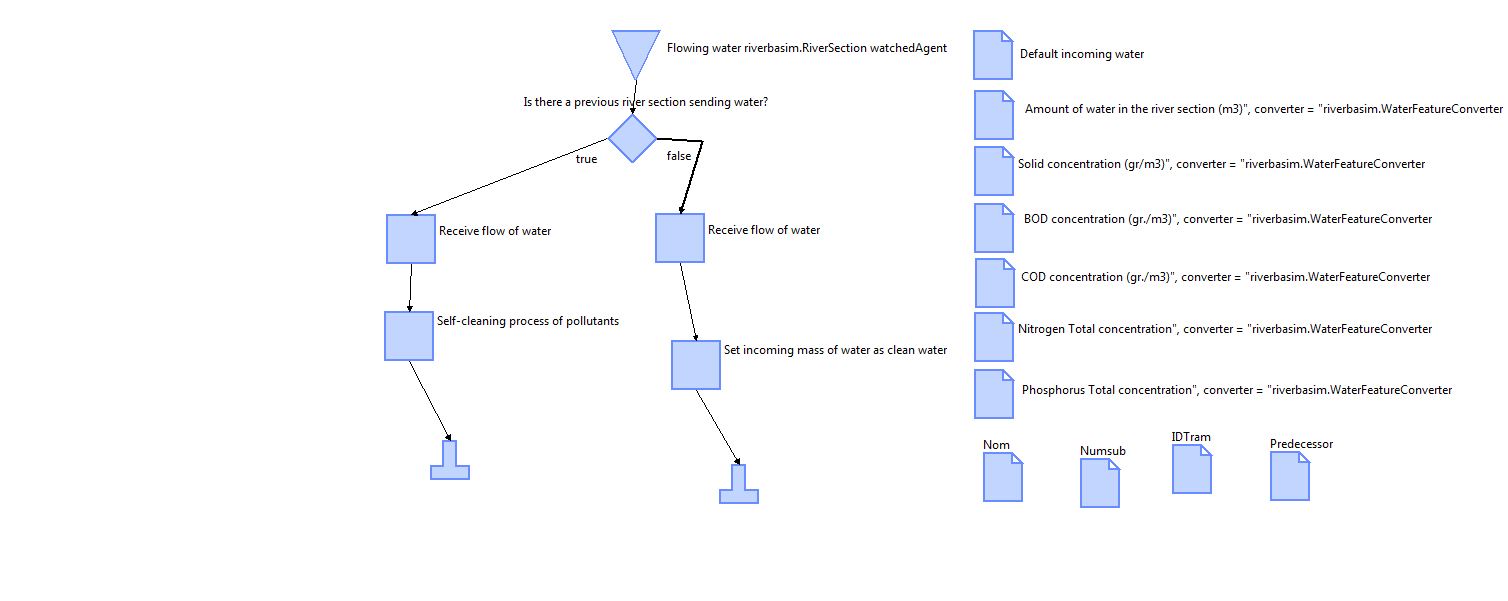 Flowing water riverbasim.RiverSection watchedAgent
Is there a previous river section sending water?
true
false
Receive flow of water
Receive flow of water
Self-cleaning process of pollutants
Set incoming mass of water as clean water
Default incoming water
Amount of water in the river section (m3)", converter = "riverbasim.WaterFeatureConverter
Solid concentration (gr/m3)", converter = "riverbasim.WaterFeatureConverter
BOD concentration (gr./m3)", converter = "riverbasim.WaterFeatureConverter
COD concentration (gr./m3)", converter = "riverbasim.WaterFeatureConverter
Nitrogen Total concentration", converter = "riverbasim.WaterFeatureConverter
Phosphorus Total concentration", converter = "riverbasim.WaterFeatureConverter
Nom
Numsub
IDTram
Predecessor